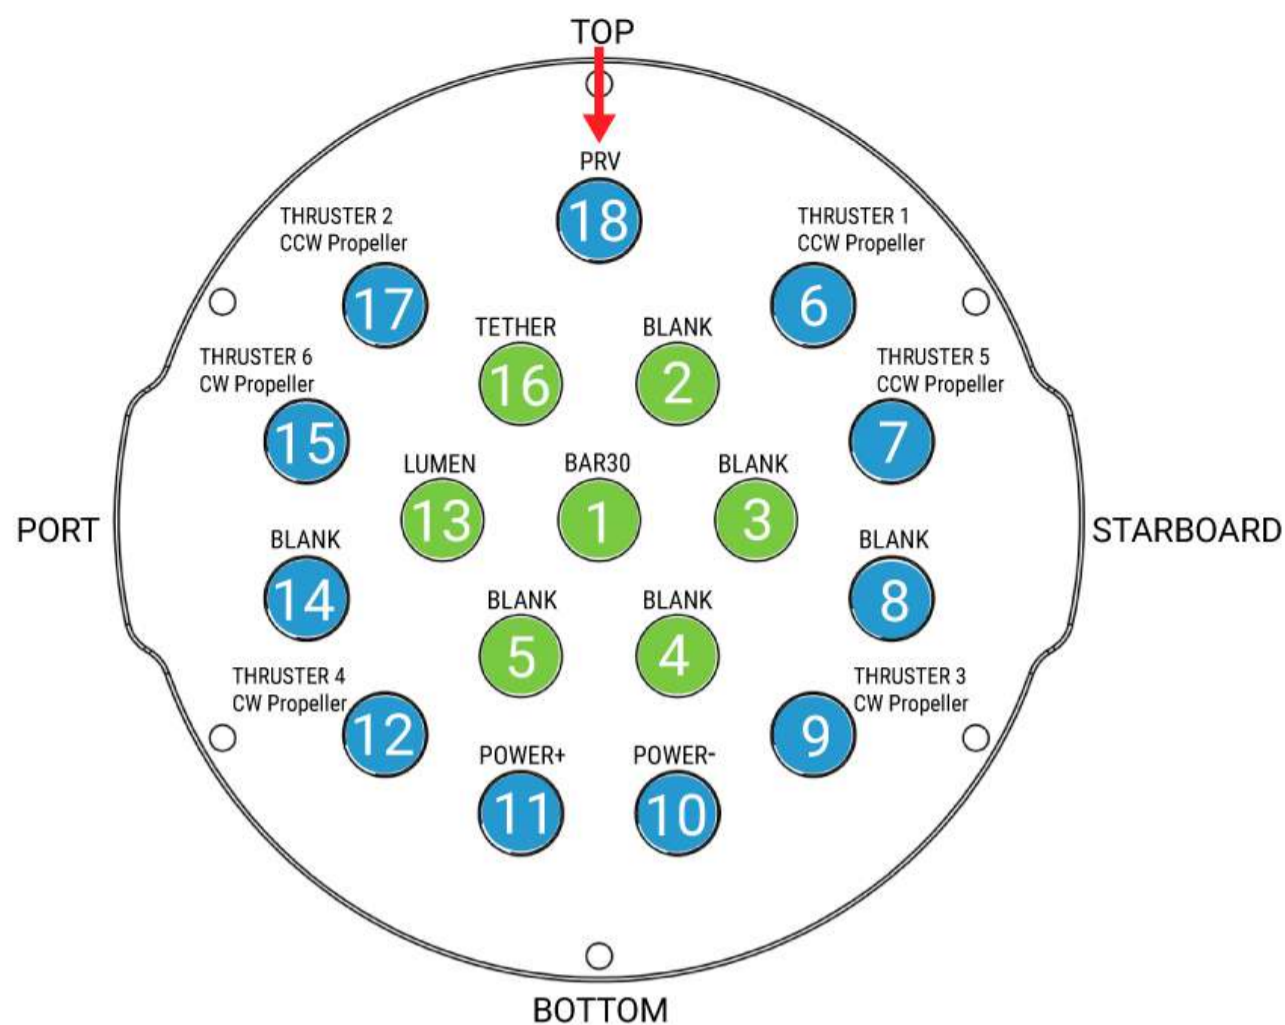 TOP
PRV
18
THRUSTER 2
CCW Propeller
17
THRUSTER 1
CCW Propeller
6
TETHER
16
BLANK
2
THRUSTER 6
CW Propeller
15
THRUSTER 5
CCW Propeller
7
LUMEN
13
BAR30
1
BLANK
3
PORT
STARBOARD
BLANK
14
BLANK
8
BLANK
5
BLANK
4
THRUSTER 4
CW Propeller
12
THRUSTER 3
CW Propeller
9
POWER+
11
POWER-
10
BOTTOM